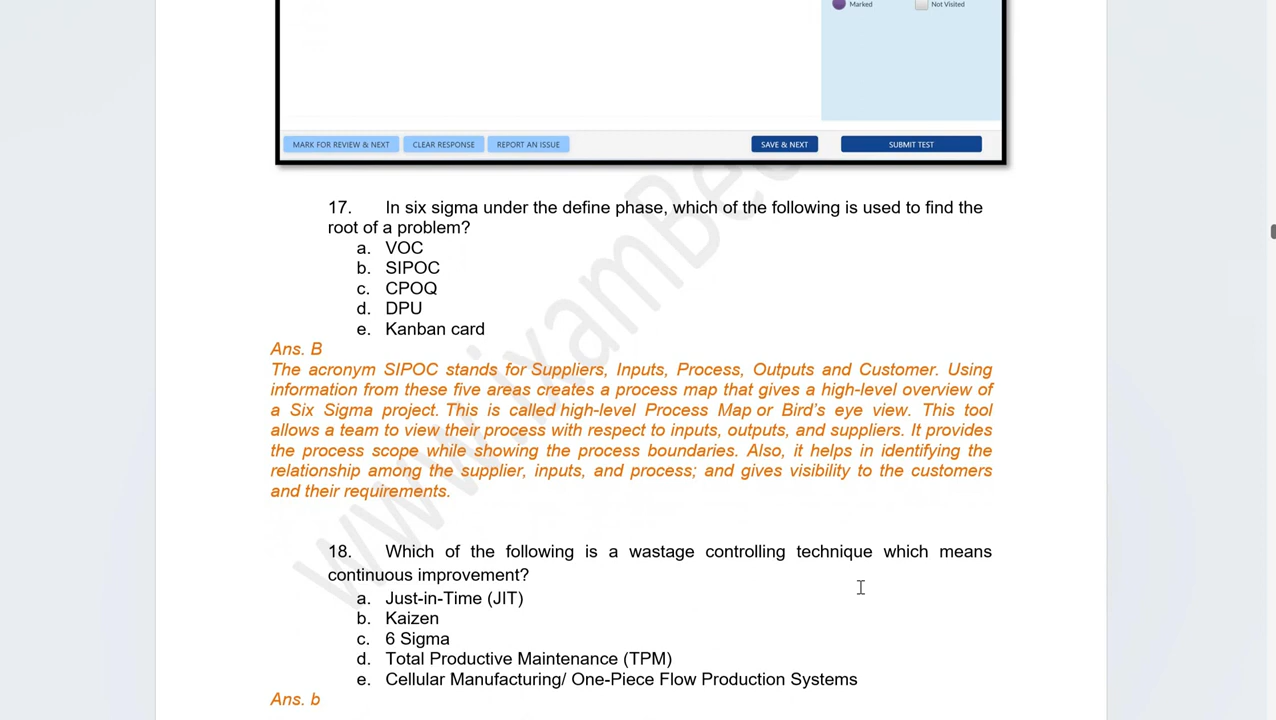 Marked
Not Visited
MARK FOR REVIEW & NEXT
CLEAR RESPONSE
REPORT AN ISSUE
SAVE & NEXT
SUBMIT TEST
17. In six sigma under the define phase, which of the following is used to find the
root of a problem?
a. VOC
b. SIPOC
c. CPOQ
d. DPU
e. Kanban card
Ans. B
The acronym SIPOC stands for Suppliers, Inputs, Process, Outputs and Customer. Using
information from these five areas creates a process map that gives a high-level overview of
a Six Sigma project. This is called high-level Process Map or Bird's eye view. This tool
allows a team to view their process with respect to inputs, outputs, and suppliers. It provides
the process scope while showing the process boundaries. Also, it helps in identifying the
relationship among the supplier, inputs, and process; and gives visibility to the customers
and their requirements.
18. Which of the following is a wastage controlling technique which means
continuous improvement?
a. Just-in-Time (JIT)
b. Kaizen
c. 6 Sigma
d. Total Productive Maintenance (TPM)
e. Cellular Manufacturing/ One-Piece Flow Production Systems
Ans. b